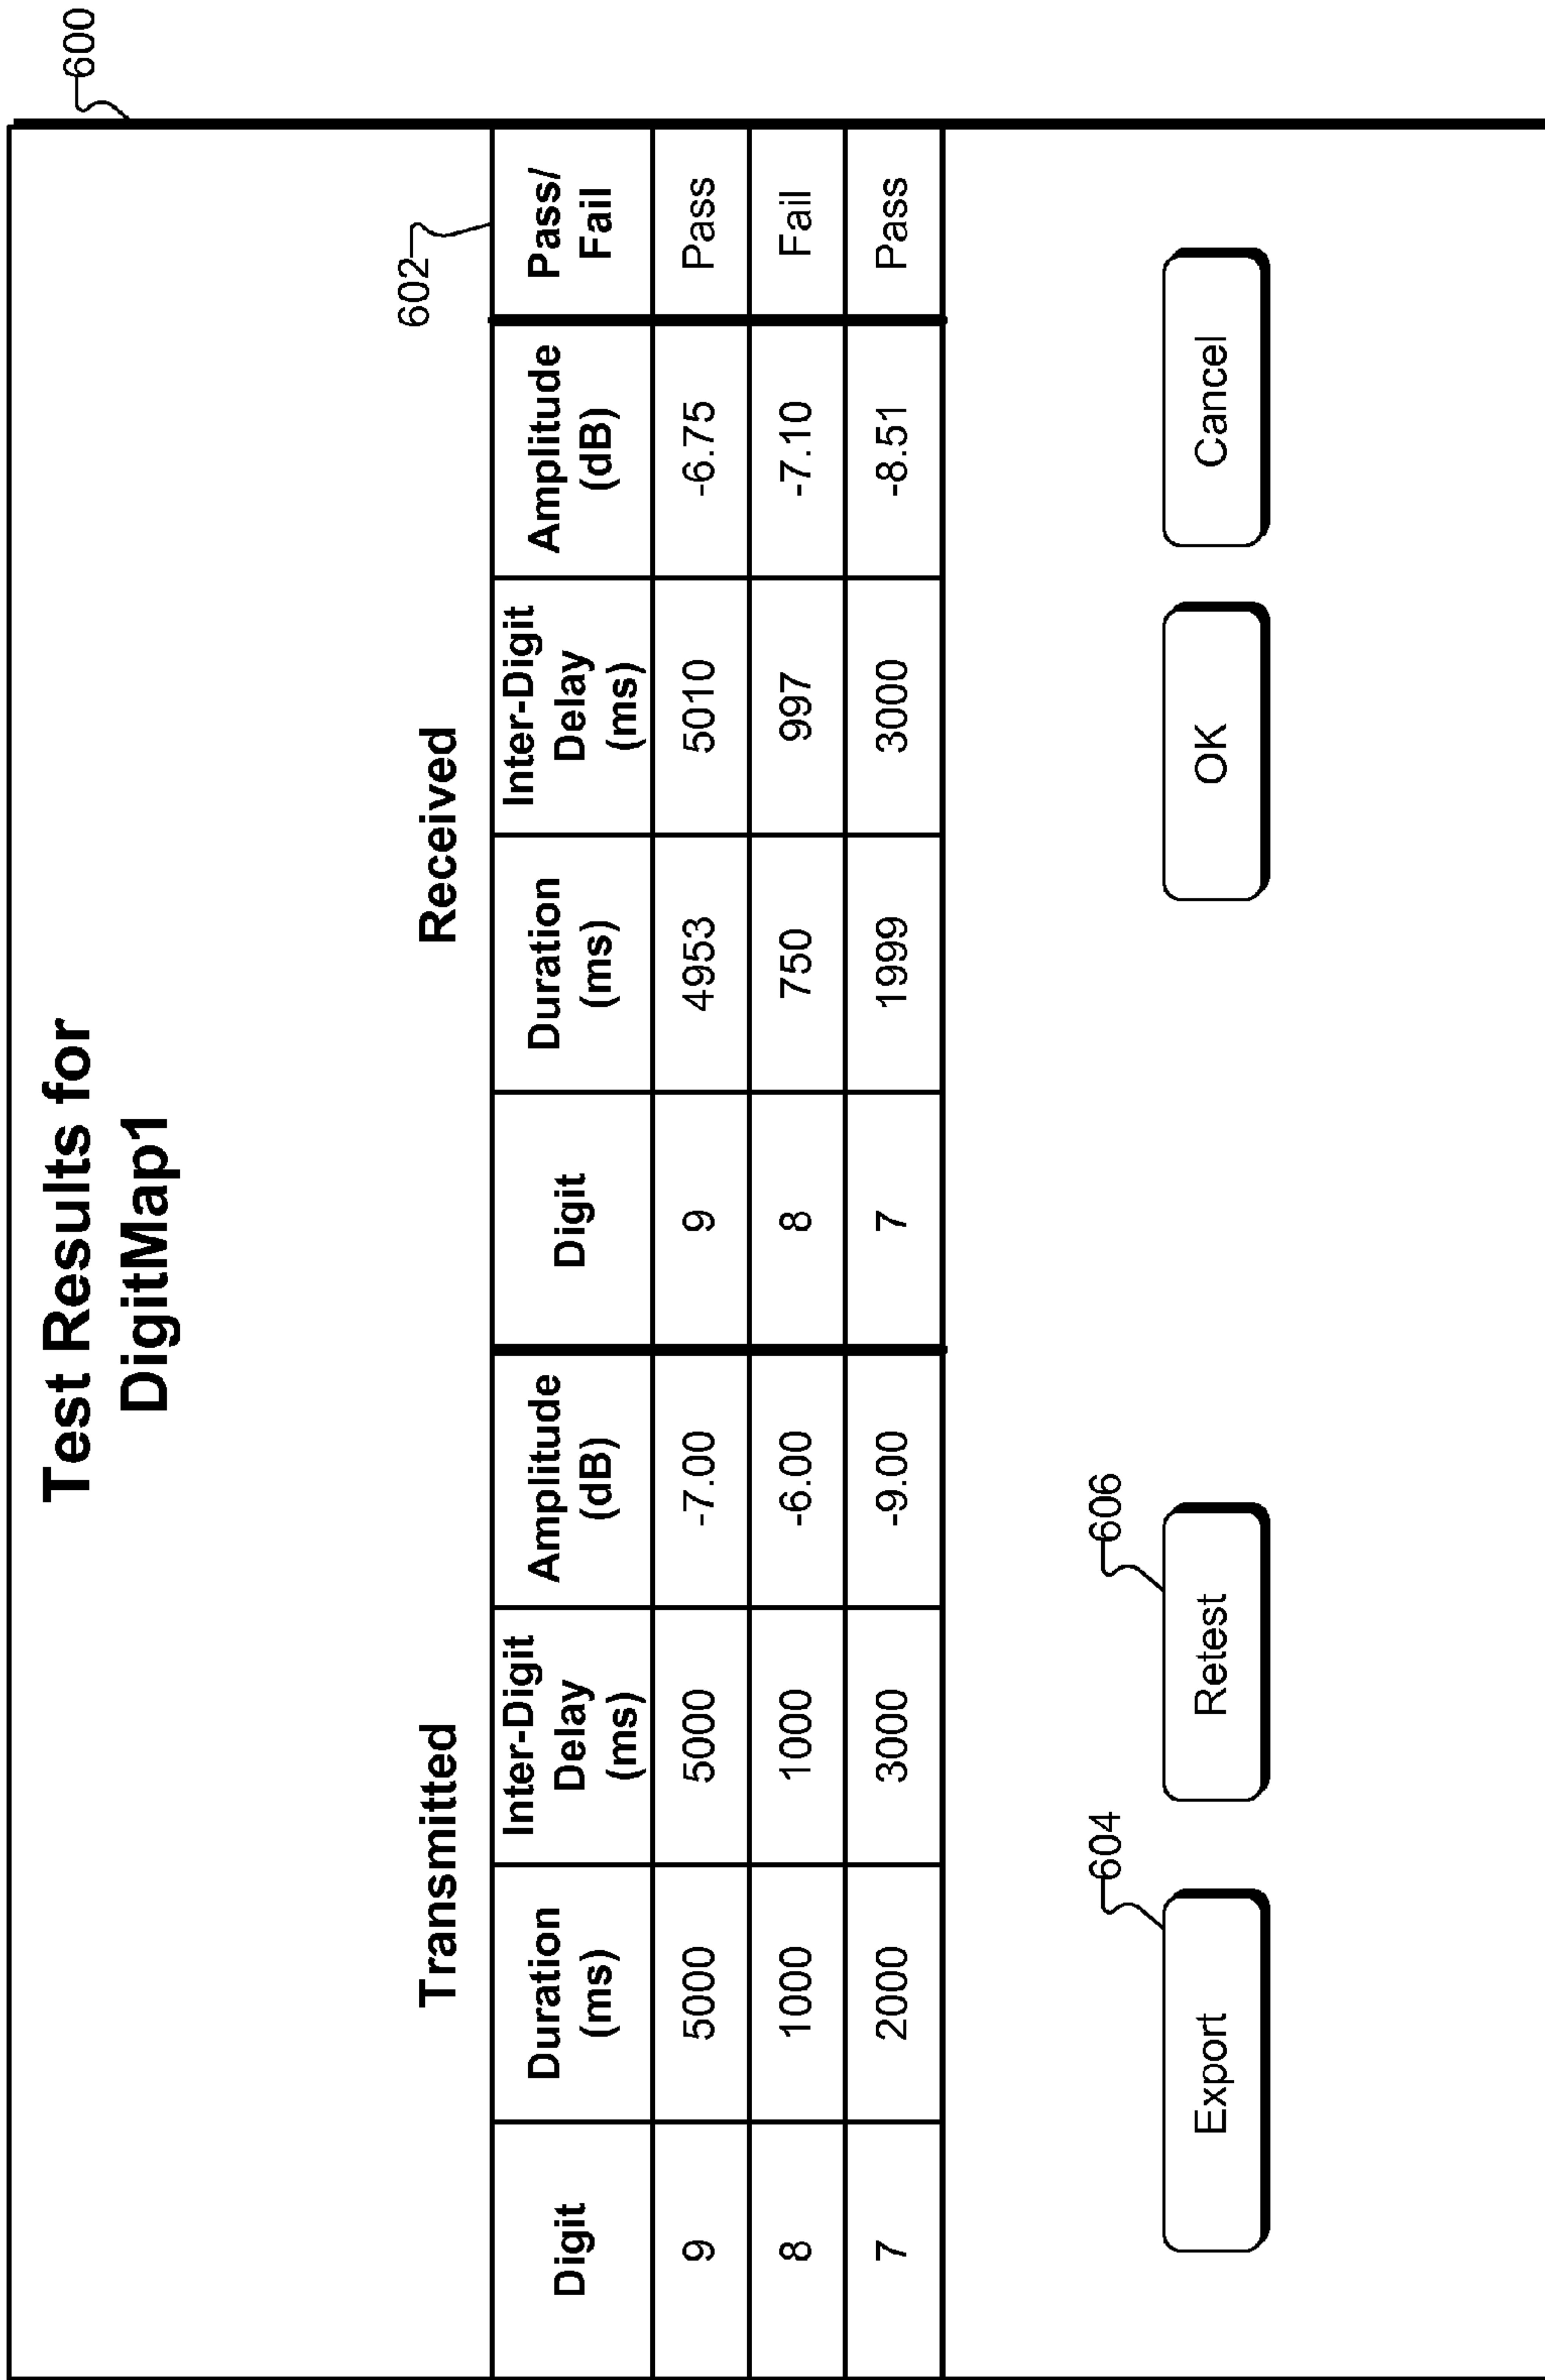 600
Test Results for
DigitMap1
Transmitted Received
602
Digit Duration (ms) Inter-Digit Delay (ms) Amplitude (dB) Digit Duration (ms) Inter-Digit Delay (ms) Amplitude (dB) Pass/ Fail
9 5000 5000 -7.00 9 4953 5010 -6.75 Pass
8 1000 1000 -6.00 8 750 997 -7.10 Fail
7 2000 3000 -9.00 7 1999 3000 -8.51 Pass
604 606
Export Retest OK Cancel